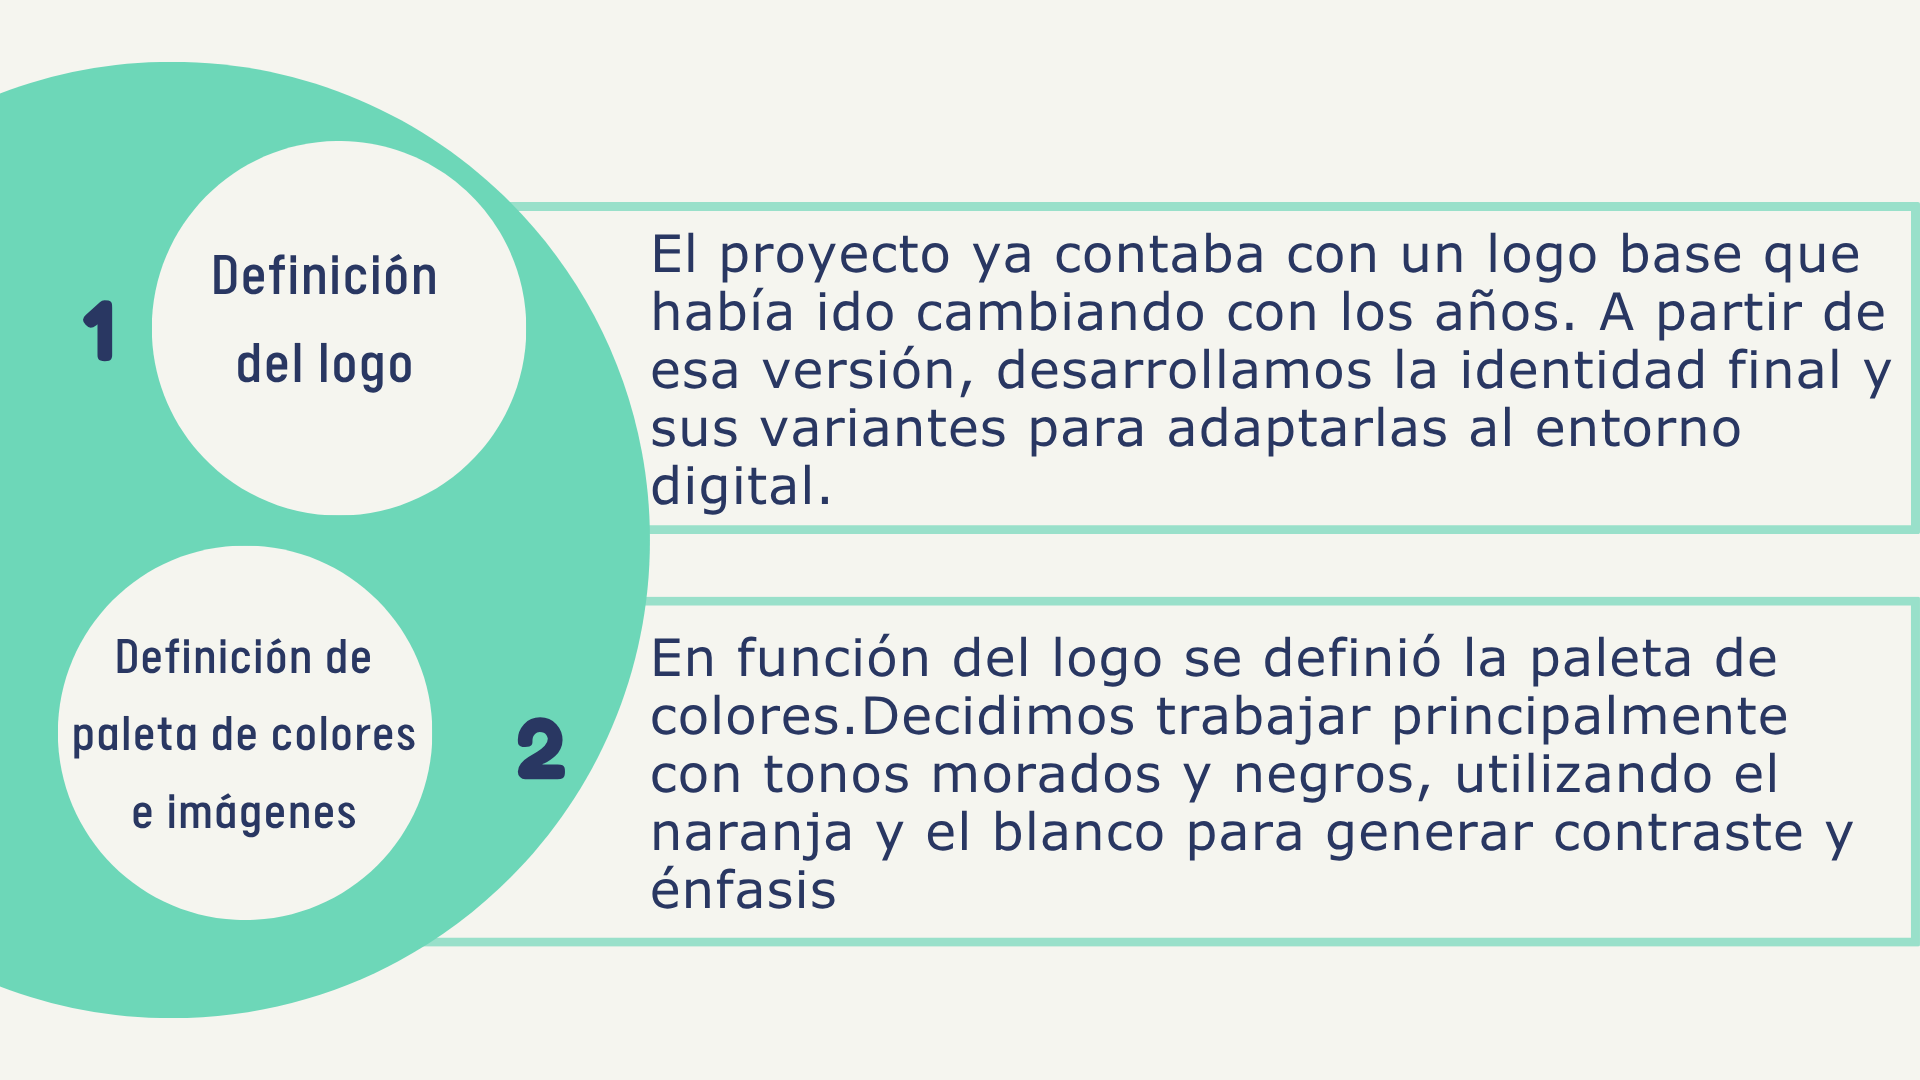 1
Definición
del logo
El proyecto ya contaba con un logo base que
había ido cambiando con los años. A partir de
esa versión, desarrollamos la identidad final y
sus variantes para adaptarlas al entorno
digital.
Definición de
paleta de colores
e imágenes
2
En función del logo se definió la paleta de
colores.Decidimos trabajar principalmente
con tonos morados y negros, utilizando el
naranja y el blanco para generar contraste y
énfasis